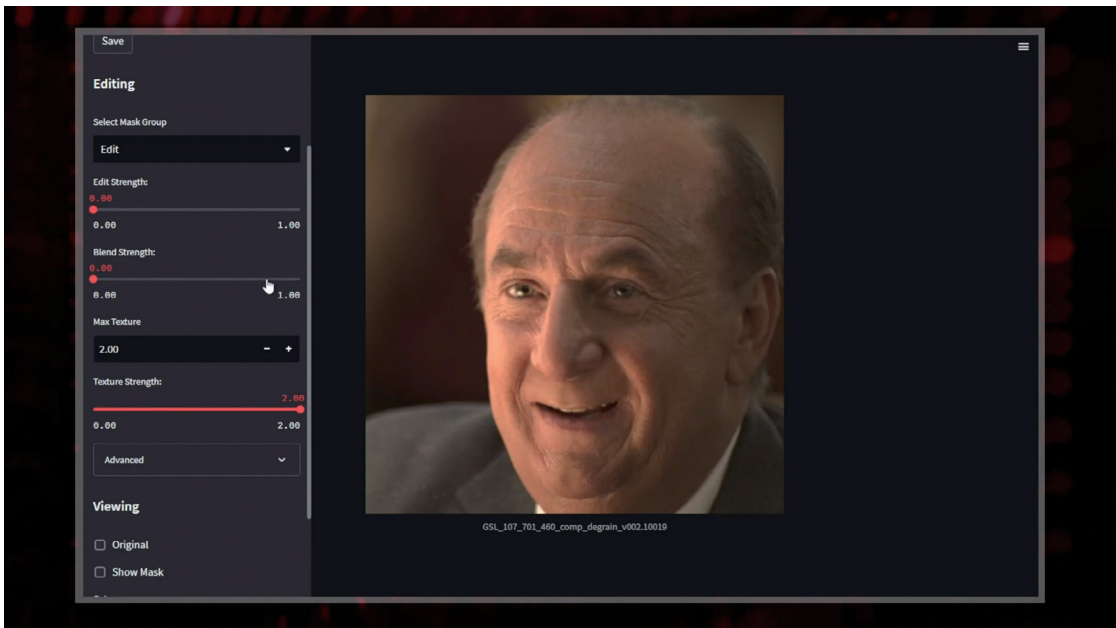 Save
Editing
Select Mask Group
Edit
Edit Strength:
0.00
0.00 1.00
Blend Strength:
0.00
0.00 1.00
Max Texture
2.00 - +
Texture Strength:
2.00
0.00 2.00
Advanced
Viewing
Original
Show Mask
GSL_107_701_460_comp_degrain_v002.10019